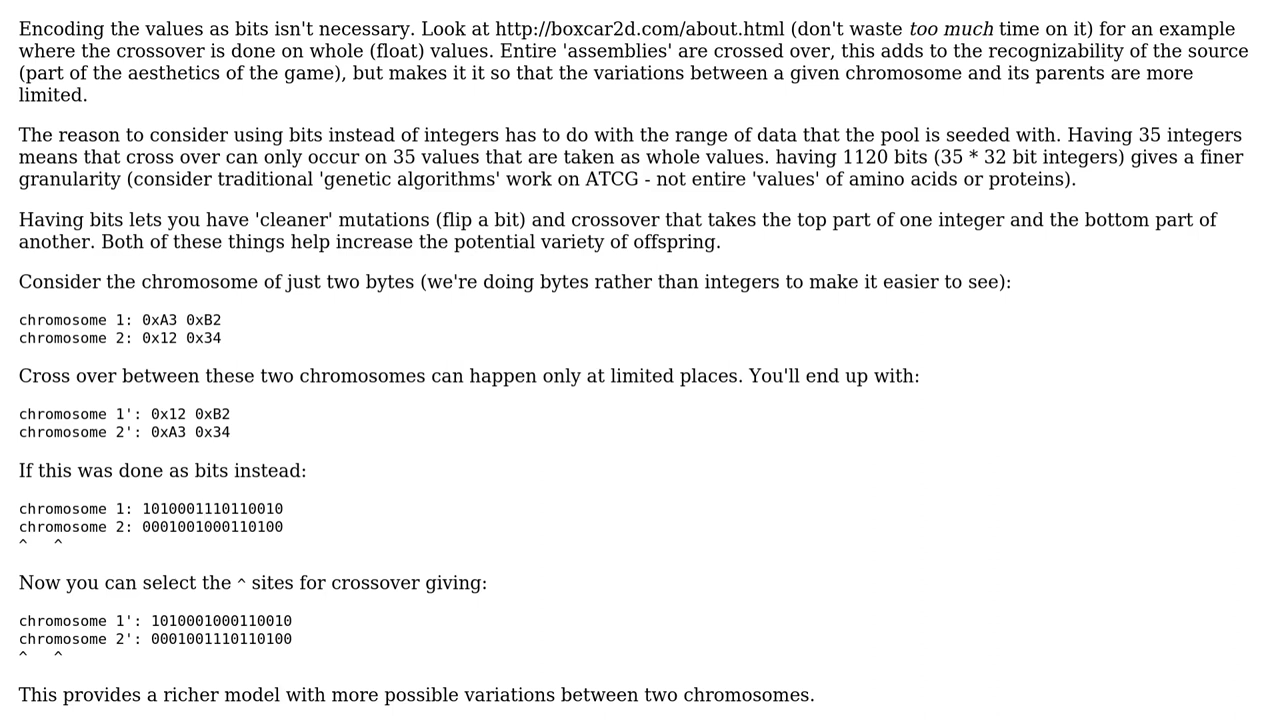 Encoding the values as bits isn't necessary. Look at http://boxcar2d.com/about.html (don't waste too much time on it) for an example
where the crossover is done on whole (float) values. Entire 'assemblies' are crossed over, this adds to the recognizability of the source
(part of the aesthetics of the game), but makes it it so that the variations between a given chromosome and its parents are more
limited.
The reason to consider using bits instead of integers has to do with the range of data that the pool is seeded with. Having 35 integers
means that cross over can only occur on 35 values that are taken as whole values. having 1120 bits (35 * 32 bit integers) gives a finer
granularity (consider traditional 'genetic algorithms' work on ATCG - not entire 'values' of amino acids or proteins).
Having bits lets you have 'cleaner' mutations (flip a bit) and crossover that takes the top part of one integer and the bottom part of
another. Both of these things help increase the potential variety of offspring.
Consider the chromosome of just two bytes (we're doing bytes rather than integers to make it easier to see):
chromosome 1: 0xA3 0xB2
chromosome 2: 0x12 0x34
Cross over between these two chromosomes can happen only at limited places. You'll end up with:
chromosome 1': 0x12 0xB2
chromosome 2': 0xA3 0x34
If this was done as bits instead:
chromosome 1: 1010001110110010
chromosome 2: 0001001000110100
^   ^
Now you can select the ^ sites for crossover giving:
chromosome 1': 1010001000110010
chromosome 2': 0001001110110100
^   ^
This provides a richer model with more possible variations between two chromosomes.